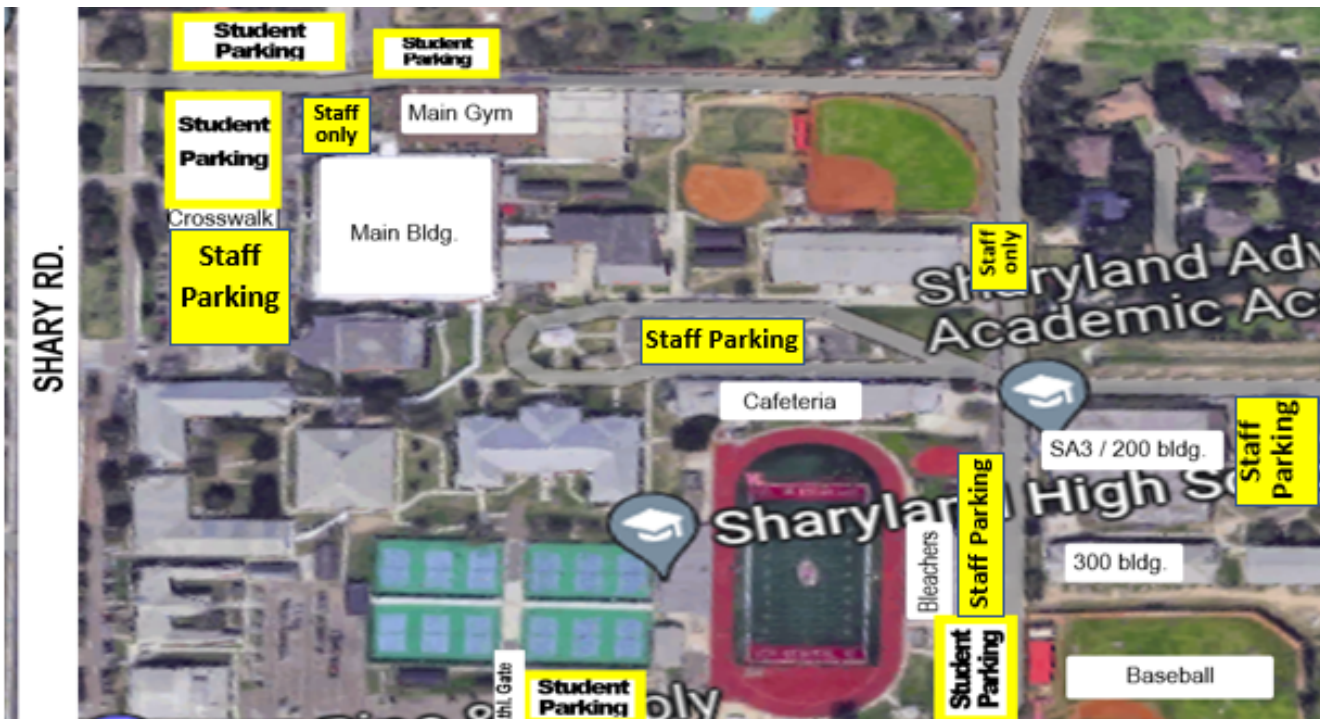 Student
Parking
Student
Parking
Student
Parking
Staff
only
Main Gym
Crosswalk
Main Bldg.
Staff
Parking
SHARY RD.
Staff
only
Sharyland Adv
Academic Ac
Staff Parking
Cafeteria
SA3 / 200 bldg.
Staff
Parking
Sharyland High S
Staff Parking
Bleachers
300 bldg.
Student
Parking
Baseball
thl. Gate
Student
Parking